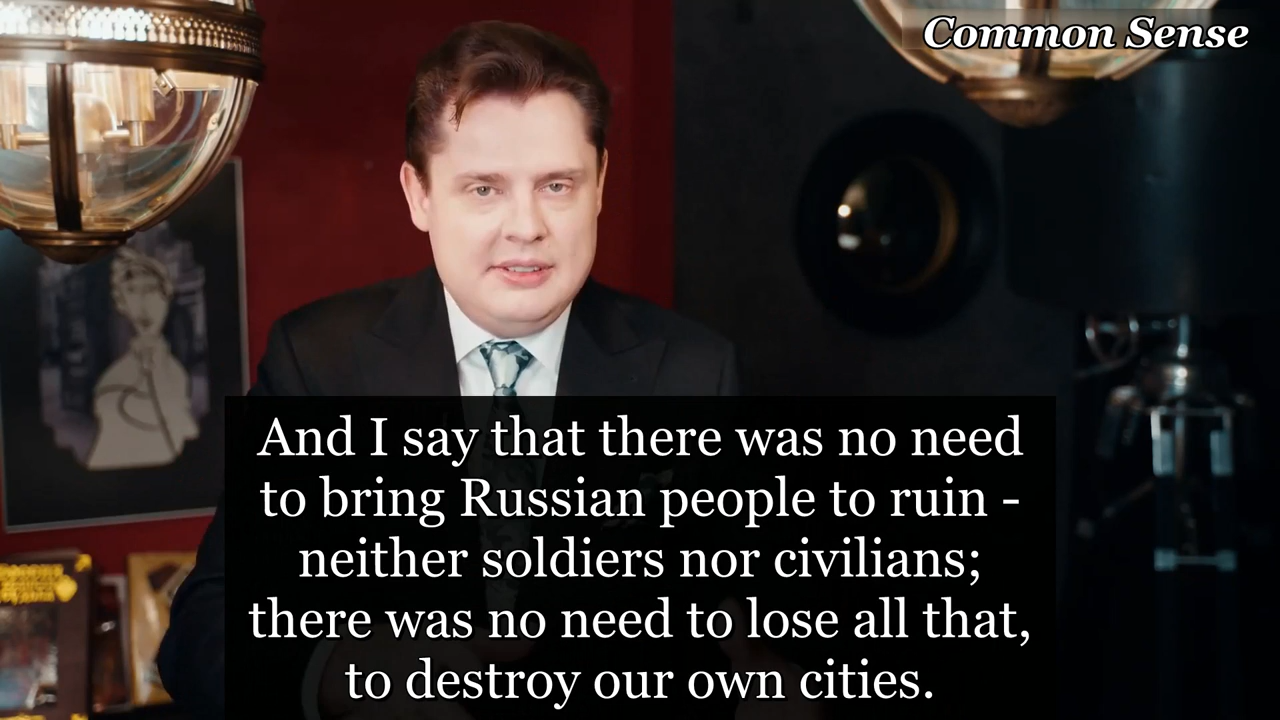 Common Sense
And I say that there was no need
to bring Russian people to ruin -
neither soldiers nor civilians;
there was no need to lose all that,
to destroy our own cities.